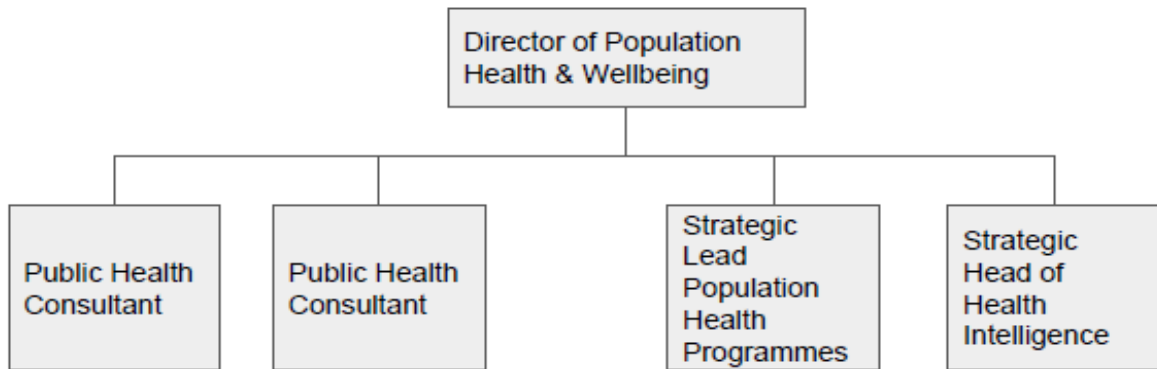 Director of Population
Health & Wellbeing
Public Health
Consultant
Public Health
Consultant
Strategic
Lead
Population
Health
Programmes
Strategic
Head of
Health
Intelligence